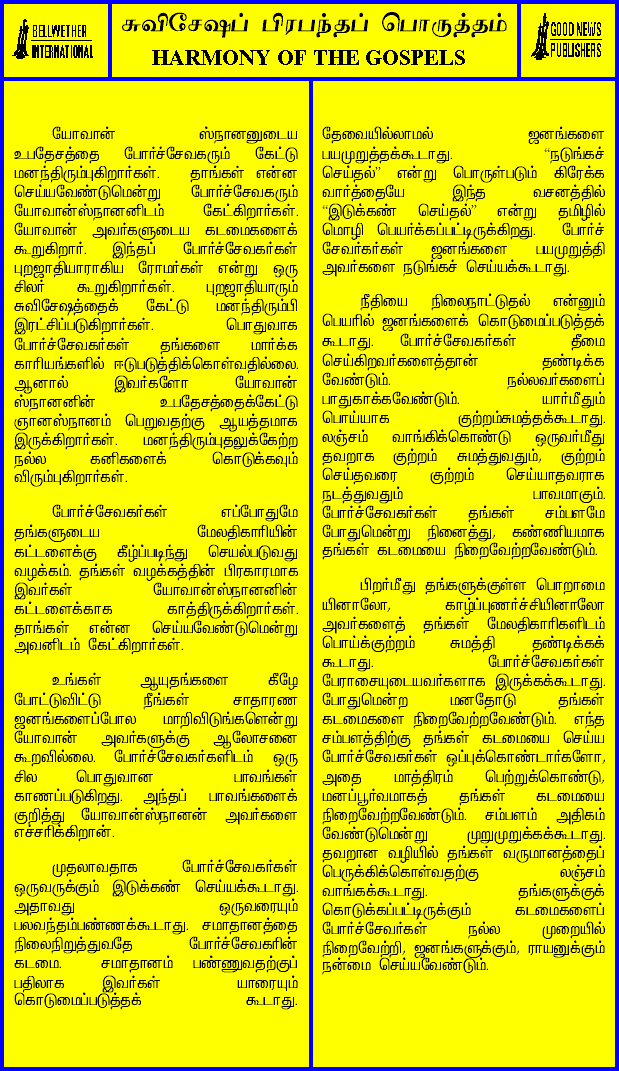 BELLWETHER
INTERNATIONAL
சுவிசேஷப் பிரபந்தப் பொருத்தம்
HARMONY OF THE GOSPELS
GOOD NEWS
PUBLISHERS
யோவான் ஸ்நானனுடைய
உபதேசத்தை போர்ச்சேவகரும் கேட்டு
மனந்திரும்புகிறார்கள். தாங்கள் என்ன
செய்யவேண்டுமென்று போர்ச்சேவகரும்
யோவான்ஸ்நானனிடம் கேட்கிறார்கள்.
யோவான் அவர்களுடைய கடமைகளைக்
கூறுகிறார். இந்தப் போர்ச்சேவகர்கள்
புறஜாதியாராகிய ரோமர்கள் என்று ஒரு
சிலர் கூறுகிறார்கள். புறஜாதியாரும்
சுவிசேஷத்தைக் கேட்டு மனந்திரும்பி
இரட்சிப்படுகிறார்கள். பொதுவாக
போர்ச்சேவகர்கள் தங்களை மார்க்க
காரியங்களில் ஈடுபடுத்திக்கொள்வதில்லை.
ஆனால் இவர்களோ யோவான்
ஸ்நானனின் உபதேசத்தைக்கேட்டு
ஞானஸ்நானம் பெறுவதற்கு ஆயத்தமாக
இருக்கிறார்கள். மனந்திரும்புதலுக்கேற்ற
நல்ல கனிகளைக் கொடுக்கவும்
விரும்புகிறார்கள்.
போர்ச்சேவகர்கள் எப்போதுமே
தங்களுடைய மேலதிகாரியின்
கட்டளைக்கு கீழ்ப்படிந்து செயல்படுவது
வழக்கம். தங்கள் வழக்கத்தின் பிரகாரமாக
இவர்கள் யோவான்ஸ்நானனின்
கட்டளைக்காக காத்திருக்கிறார்கள்.
தாங்கள் என்ன செய்யவேண்டுமென்று
அவனிடம் கேட்கிறார்கள்.
உங்கள் ஆயுதங்களை கீழே
போட்டுவிட்டு நீங்கள் சாதாரண
ஜனங்களைப்போல மாறிவிடுங்களென்று
யோவான் அவர்களுக்கு ஆலோசனை
கூறவில்லை. போர்ச்சேவகர்களிடம் ஒரு
சில பொதுவான பாவங்கள்
காணப்படுகிறது. அந்தப் பாவங்களைக்
குறித்து யோவான்ஸ்நானன் அவர்களை
எச்சரிக்கிறான்.
முதலாவதாக போர்ச்சேவகர்கள்
ஒருவருக்கும் இடுக்கண் செய்யக்கூடாது.
அதாவது ஒருவரையும்
பலவந்தம்பண்ணக்கூடாது. சமாதானத்தை
நிலைநிறுத்துவதே போர்ச்சேவகரின்
கடமை. சமாதானம் பண்ணுவதற்குப்
பதிலாக இவர்கள் யாரையும்
கொடுமைப்படுத்தக் கூடாது.
தேவையில்லாமல் ஜனங்களை
பயமுறுத்தக்கூடாது. “நடுங்கச்
செய்தல்” என்று பொருள்படும் கிரேக்க
வார்த்தையே இந்த வசனத்தில்
“இடுக்கண் செய்தல்” என்று தமிழில்
மொழி பெயர்க்கப்பட்டிருக்கிறது. போர்ச்
சேவர்கர்கள் ஜனங்களை பயமுறுத்தி
அவர்களை நடுங்கச் செய்யக்கூடாது.
நீதியை நிலைநாட்டுதல் என்னும்
பெயரில் ஜனங்களைக் கொடுமைப்படுத்தக்
கூடாது. போர்ச்சேவகர்கள் தீமை
செய்கிறவர்களைத்தான் தண்டிக்க
வேண்டும். நல்லவர்களைப்
பாதுகாக்கவேண்டும். யார்மீதும்
பொய்யாக குற்றம்சுமத்தக்கூடாது.
லஞ்சம் வாங்கிக்கொண்டு ஒருவர்மீது
தவறாக குற்றம் சுமத்துவதும், குற்றம்
செய்தவரை குற்றம் செய்யாதவராக
நடத்துவதும் பாவமாகும்.
போர்ச்சேவகர்கள் தங்கள் சம்பளமே
போதுமென்று நினைத்து, கண்ணியமாக
தங்கள் கடமையை நிறைவேற்றவேண்டும்.
பிறர்மீது தங்களுக்குள்ள பொறாமை
யினாலோ, காழ்ப்புணர்ச்சியினாலோ
அவர்களைத் தங்கள் மேலதிகாரிகளிடம்
பொய்க்குற்றம் சுமத்தி தண்டிக்கக்
கூடாது. போர்ச்சேவகர்கள்
பேராசையுடையவர்களாக இருக்கக்கூடாது.
போதுமென்ற மனதோடு தங்கள்
கடமைகளை நிறைவேற்றவேண்டும். எந்த
சம்பளத்திற்கு தங்கள் கடமையை செய்ய
போர்ச்சேவகர்கள் ஒப்புக்கொண்டார்களோ,
அதை மாத்திரம் பெற்றுக்கொண்டு,
மனப்பூர்வமாகத் தங்கள் கடமையை
நிறைவேற்றவேண்டும். சம்பளம் அதிகம்
வேண்டுமென்று முறுமுறுக்கக்கூடாது.
தவறான வழியில் தங்கள் வருமானத்தைப்
பெருக்கிக்கொள்வதற்கு லஞ்சம்
வாங்கக்கூடாது. தங்களுக்குக்
கொடுக்கப்பட்டிருக்கும் கடமைகளைப்
போர்ச்சேவர்கள் நல்ல முறையில்
நிறைவேற்றி, ஜனங்களுக்கும், ராயனுக்கும்
நன்மை செய்யவேண்டும்.